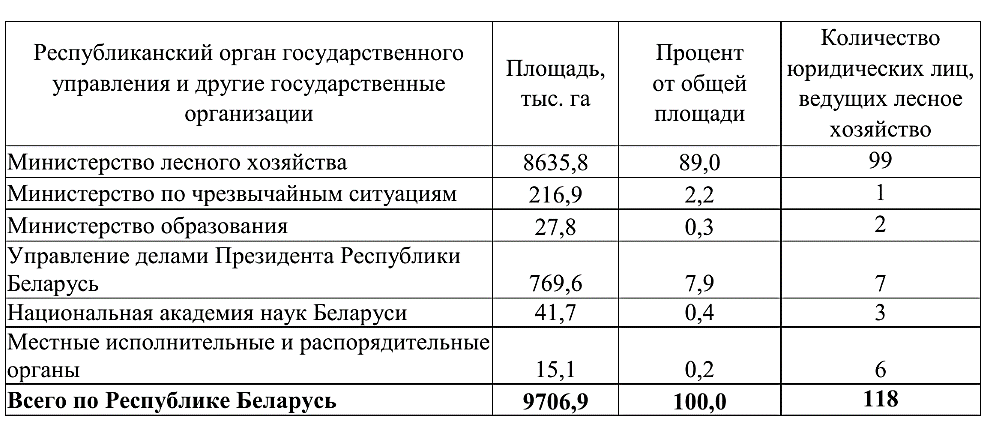 Республиканский орган государственного управления и другие государственные организации | Площадь, тыс. га | Процент от общей площади | Количество юридических лиц, ведущих лесное хозяйство
Министерство лесного хозяйства | 8635,8 | 89,0 | 99
Министерство по чрезвычайным ситуациям | 216,9 | 2,2 | 1
Министерство образования | 27,8 | 0,3 | 2
Управление делами Президента Республики Беларусь | 769,6 | 7,9 | 7
Национальная академия наук Беларуси | 41,7 | 0,4 | 3
Местные исполнительные и распорядительные органы | 15,1 | 0,2 | 6
Всего по Республике Беларусь | 9706,9 | 100,0 | 118